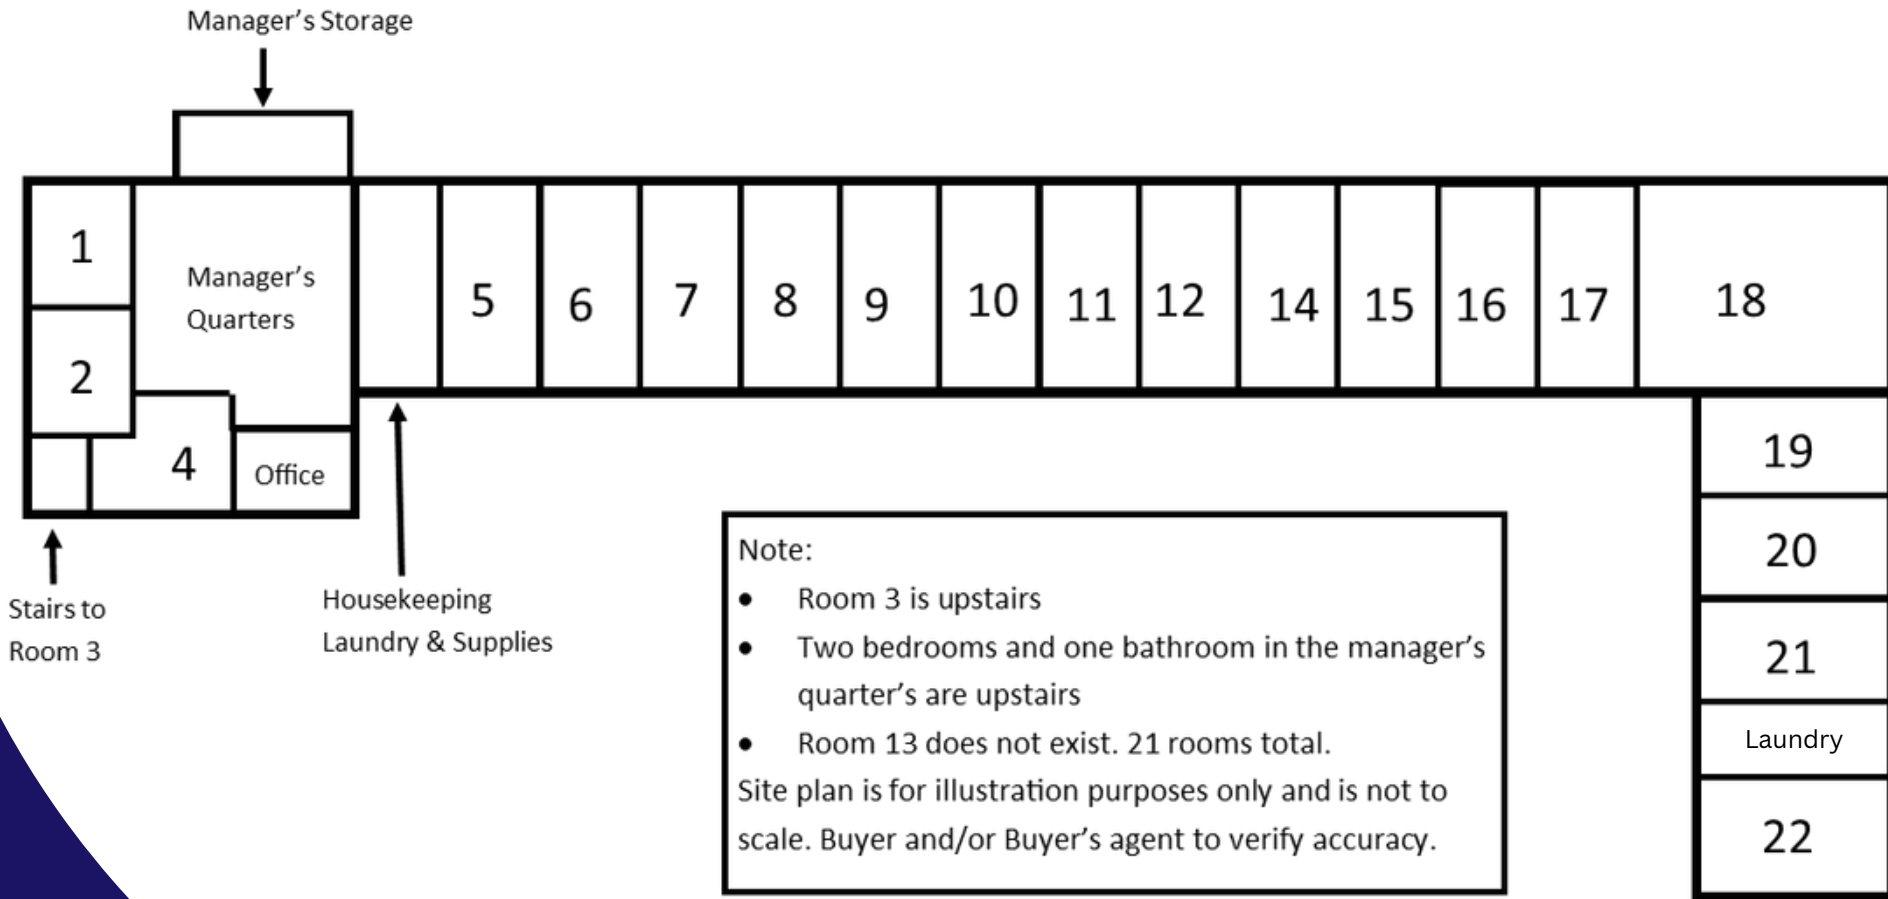 Manager’s Storage
1
Manager’s
Quarters
2
4
Office
5
6
7
8
9
10
11
12
14
15
16
17
18
19
20
21
Laundry
22
Stairs to
Room 3
Housekeeping
Laundry & Supplies
Note:
• Room 3 is upstairs
• Two bedrooms and one bathroom in the manager’s
quarter’s are upstairs
• Room 13 does not exist. 21 rooms total.
Site plan is for illustration purposes only and is not to
scale. Buyer and/or Buyer’s agent to verify accuracy.